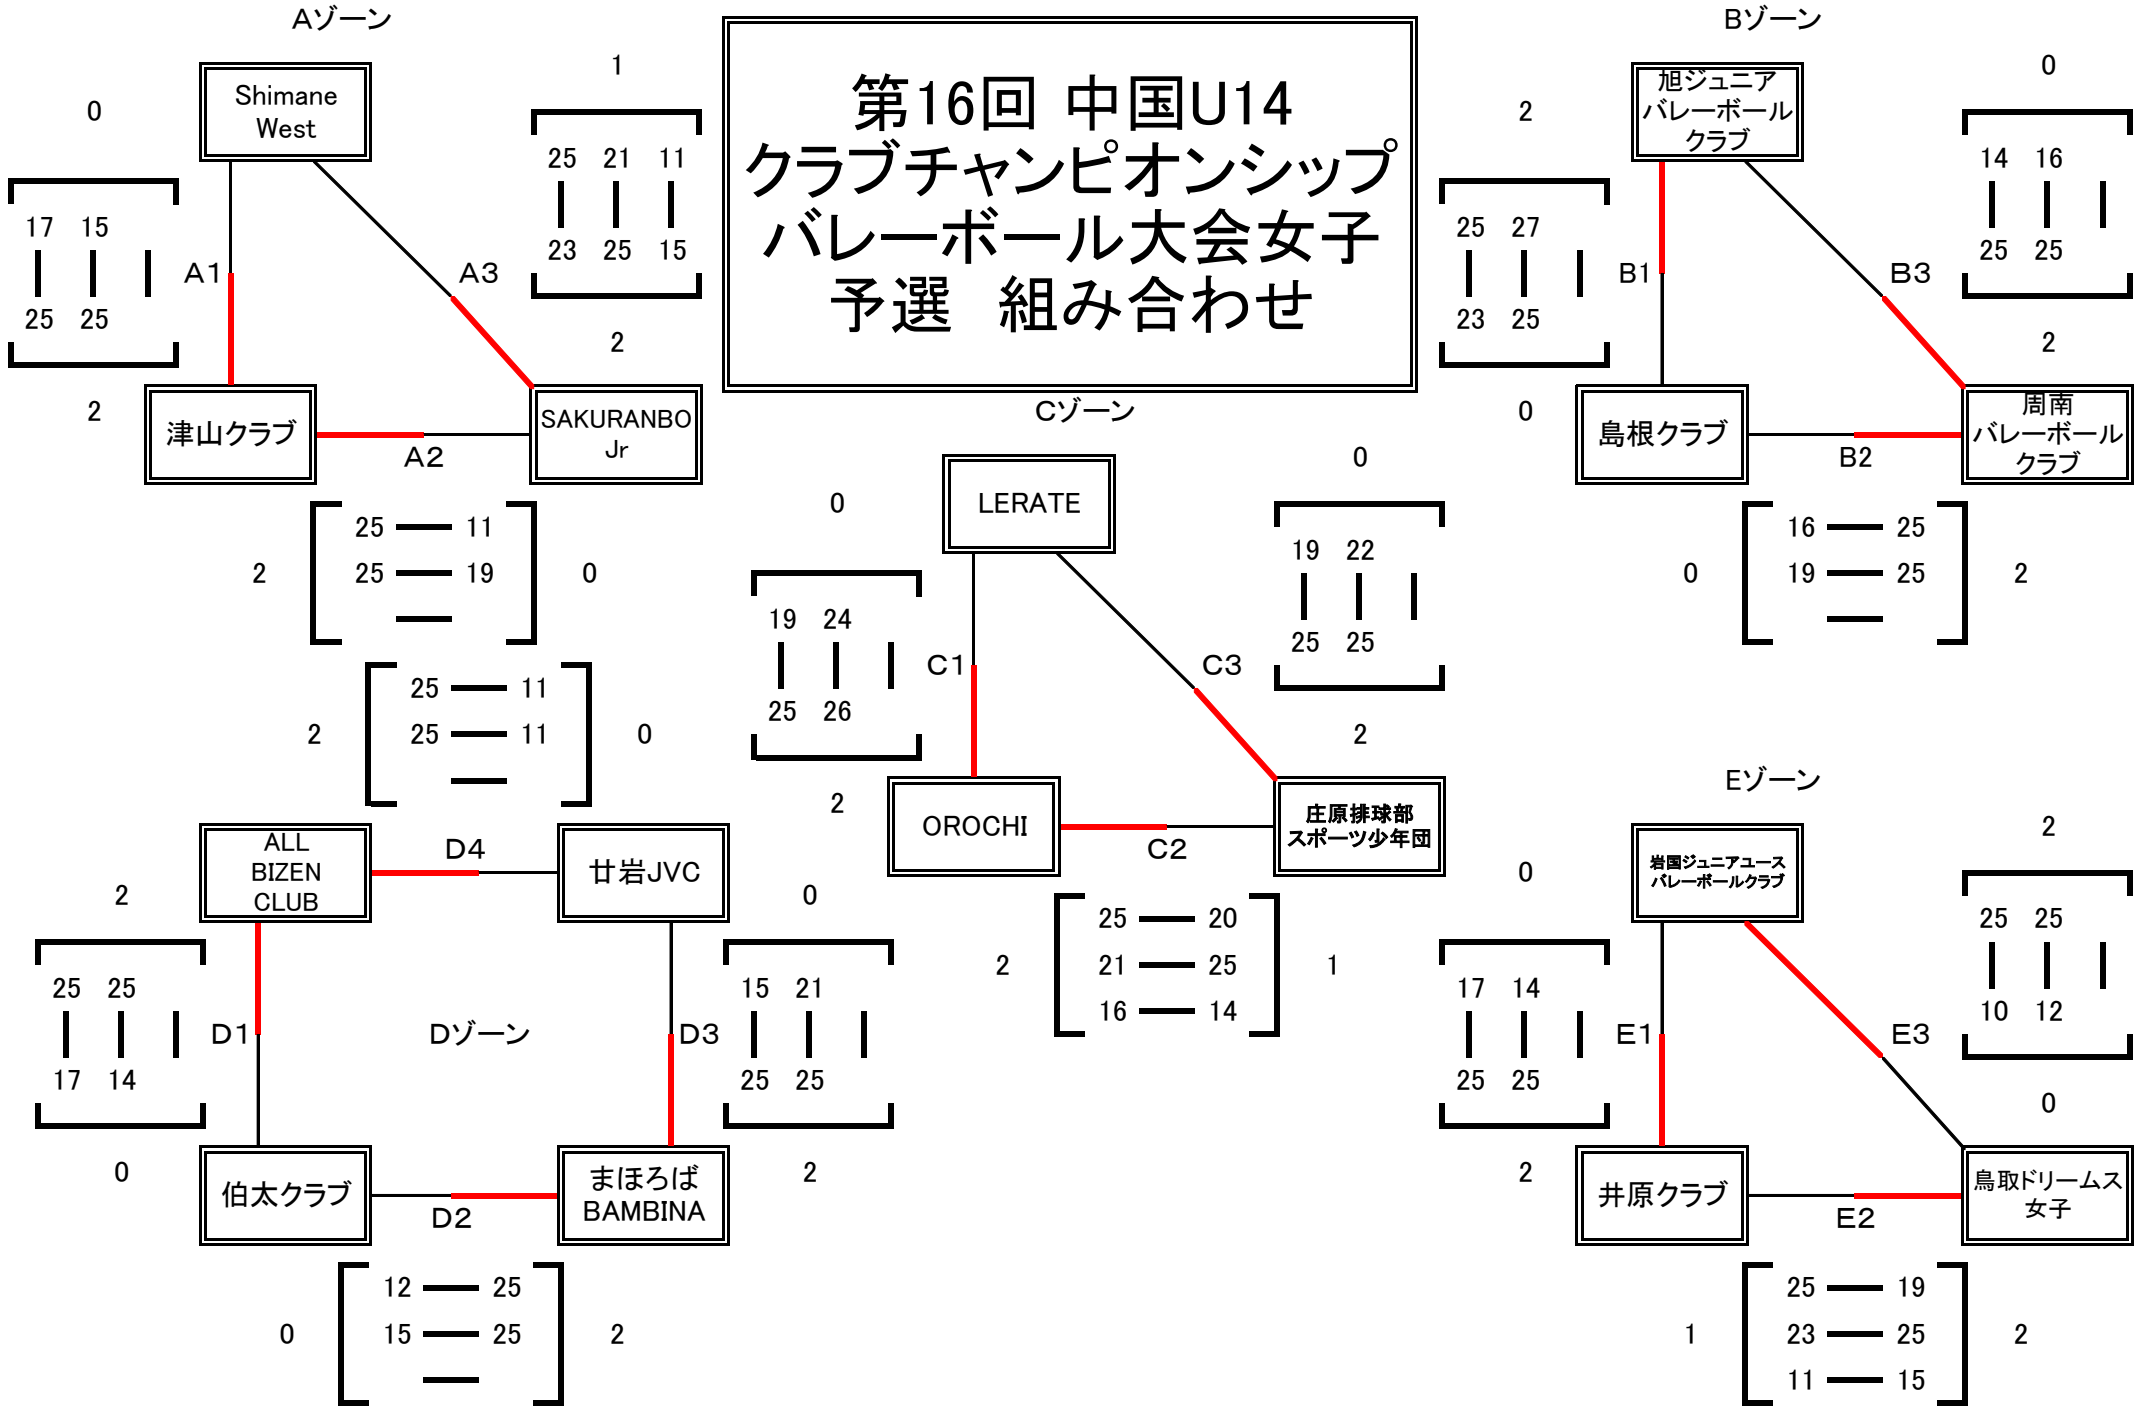 Aゾーン
0
Shimane
West
1
17 15
25 25
2
A1
A3
25 21 11
23 25 15
2
津山クラブ
SAKURANBO
Jr
A2
2
25 11
25 19
0
第16回 中国U14
クラブチャンピオンシップ
バレーボール大会女子
予選 組み合わせ
Bゾーン
2
旭ジュニア
バレーボール
クラブ
0
25 27
23 25
0
B1
B3
14 16
25 25
2
島根クラブ
周南
バレーボール
クラブ
B2
0
16 25
19 25
2
Cゾーン
0
LERATE
0
19 24
25 26
2
C1
C3
19 22
25 25
2
OROCHI
庄原排球部
スポーツ少年団
C2
2
25 20
21 25
16 14
1
2
25 11
25 11
0
ALL
BIZEN
CLUB
D4
廿岩JVC
2
25 25
17 14
0
D1
Dゾーン
D3
0
15 21
25 25
2
伯太クラブ
まほろば
BAMBINA
D2
0
12 25
15 25
2
Eゾーン
0
岩国ジュニアユース
バレーボールクラブ
2
17 14
25 25
2
E1
E3
25 25
10 12
0
井原クラブ
鳥取ドリームス
女子
E2
1
25 19
23 25
11 15
2